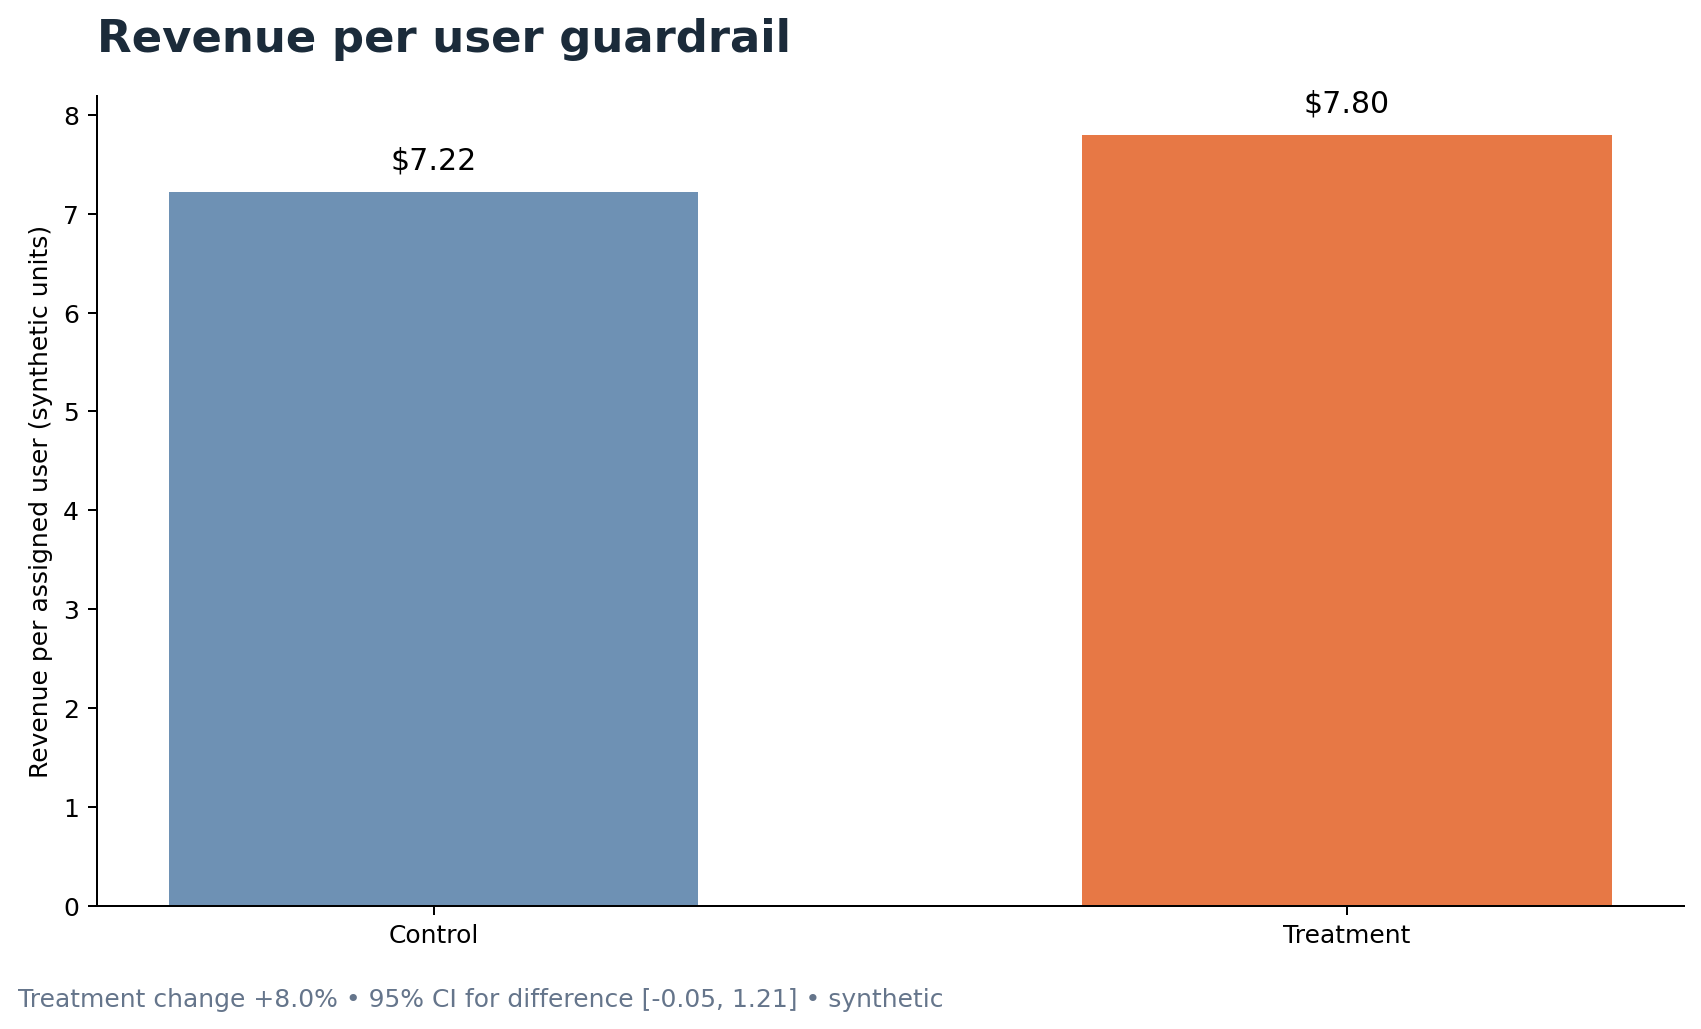 Revenue per user guardrail
Revenue per assigned user (synthetic units)
8
7
6
5
4
3
2
1
0
$7.22
$7.80
Control
Treatment
Treatment change +8.0% • 95% CI for difference [-0.05, 1.21] • synthetic